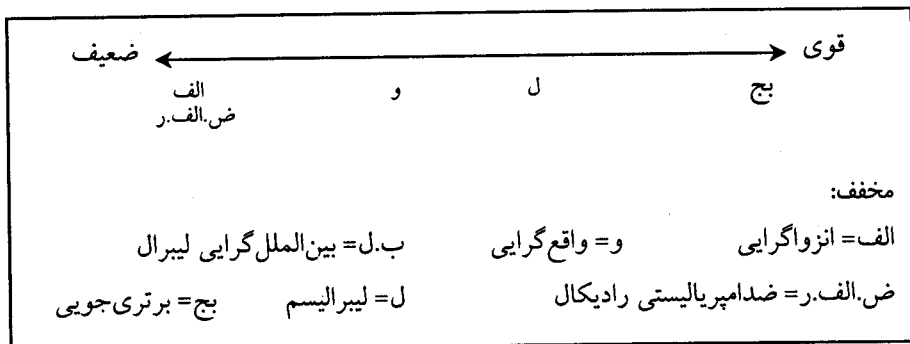 قوی ضعیف
بج ل و الف
ض.الف.ر
مخفف:
الف= انزواگرایی و= واقع‌گرایی ب.ل= بین‌الملل‌گرایی لیبرال
ض.الف.ر= ضدامپریالیستی رادیکال ل= لیبرالیسم بج= برتری‌جویی